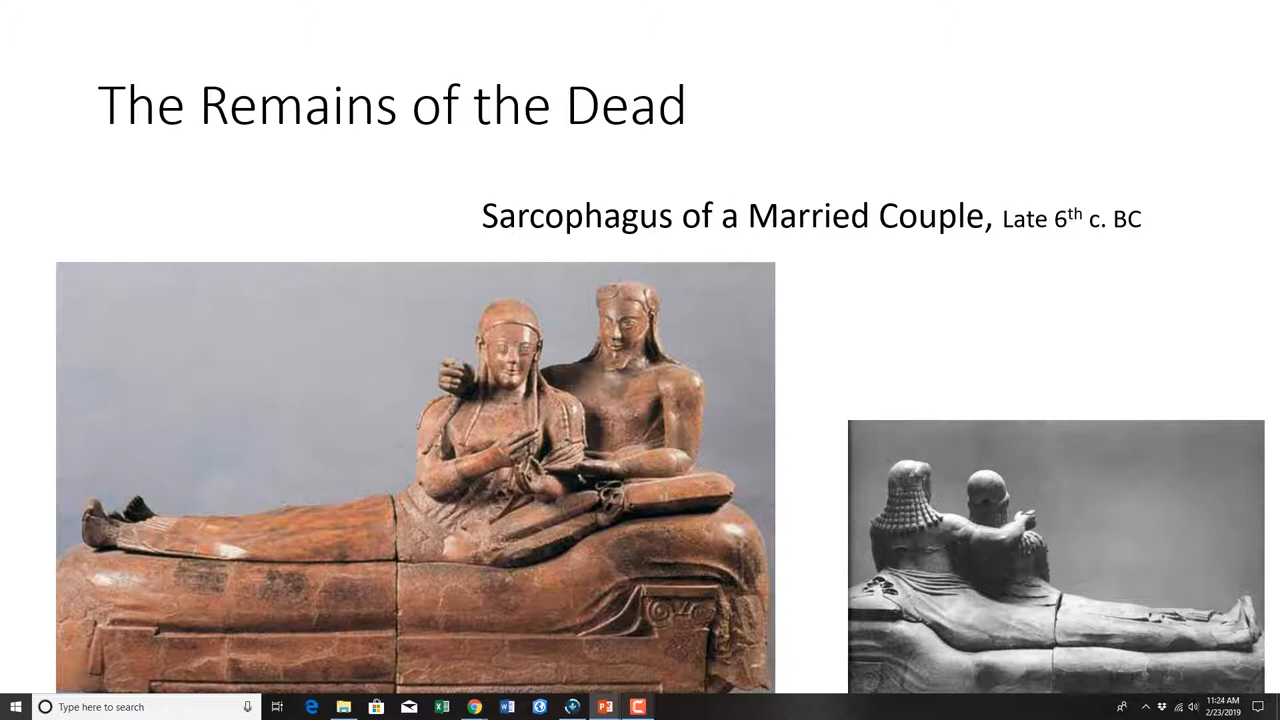 The Remains of the Dead
Sarcophagus of a Married Couple, Late 6th c. BC
Type here to search
11:24 AM
2/23/2019